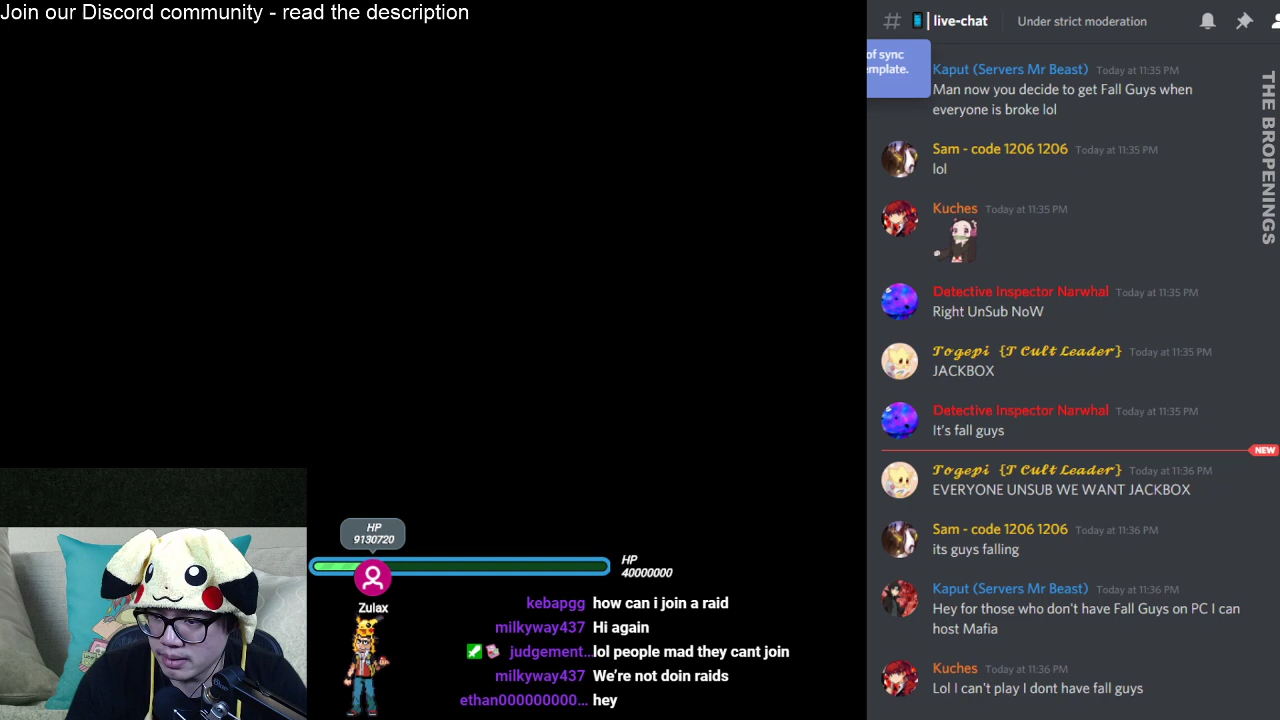 Join our Discord community - read the description
# | live-chat Under strict moderation
of sync
mplate.
Kaput (Servers Mr Beast) Today at 11:35 PM
Man now you decide to get Fall Guys when
everyone is broke lol
Sam - code 1206 1206 Today at 11:35 PM
lol
Kuches Today at 11:35 PM
Detective Inspector Narwhal Today at 11:35 PM
Right UnSub NoW
𝓣𝓸𝓰𝓮𝓹𝓲 {𝓣 𝓒𝓾𝓵𝓽 𝓛𝓮𝓪𝓭𝓮𝓻} Today at 11:35 PM
JACKBOX
Detective Inspector Narwhal Today at 11:35 PM
It's fall guys
NEW
𝓣𝓸𝓰𝓮𝓹𝓲 {𝓣 𝓒𝓾𝓵𝓽 𝓛𝓮𝓪𝓭𝓮𝓻} Today at 11:36 PM
EVERYONE UNSUB WE WANT JACKBOX
Sam - code 1206 1206 Today at 11:36 PM
its guys falling
Kaput (Servers Mr Beast) Today at 11:36 PM
Hey for those who don't have Fall Guys on PC I can
host Mafia
Kuches Today at 11:36 PM
Lol I can't play I dont have fall guys
THE BROPENINGS
HP
9130720
HP
40000000
Zulax
kebapgg how can i join a raid
milkyway437 Hi again
judgement... lol people mad they cant join
milkyway437 We're not doin raids
ethan000000000... hey